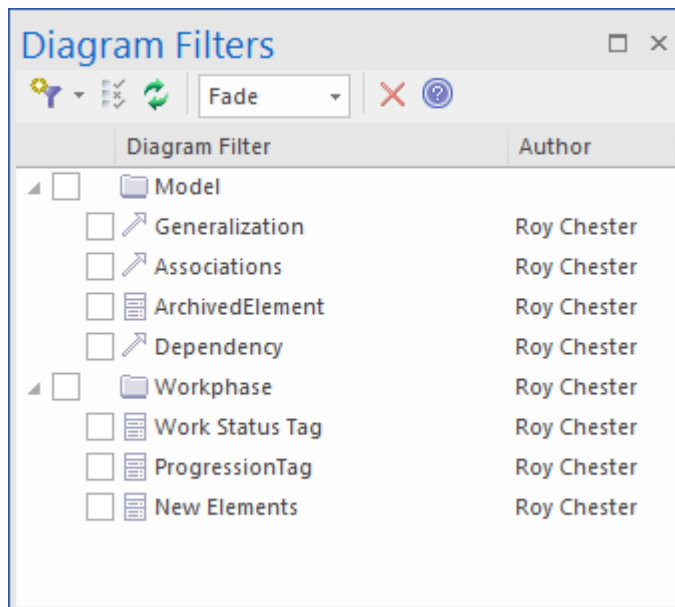 Diagram Filters
Fade
Diagram Filter Author
Model
Generalization Roy Chester
Associations Roy Chester
ArchivedElement Roy Chester
Dependency Roy Chester
Workphase Roy Chester
Work Status Tag Roy Chester
ProgressionTag Roy Chester
New Elements Roy Chester